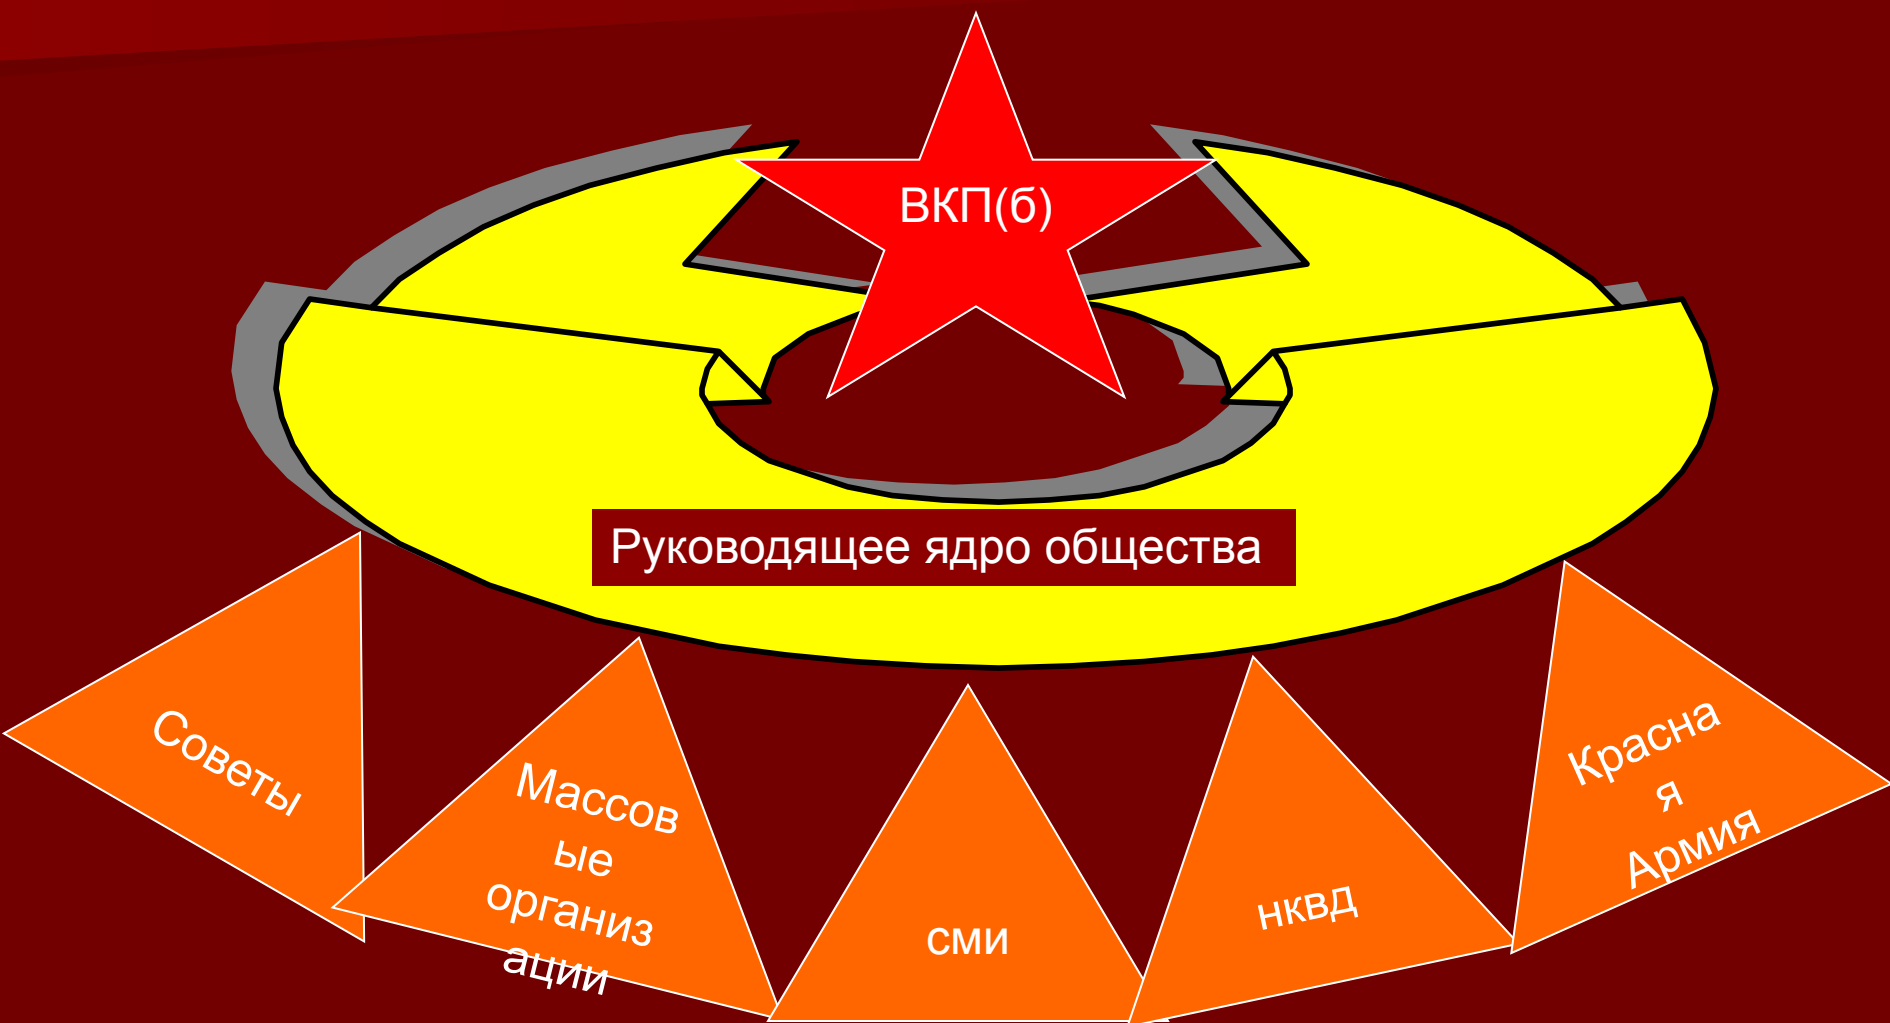 ВКП(б)
Руководящее ядро общества
Советы
Массов
ые
организ
ации
сми
нквд
Красна
я
Армия